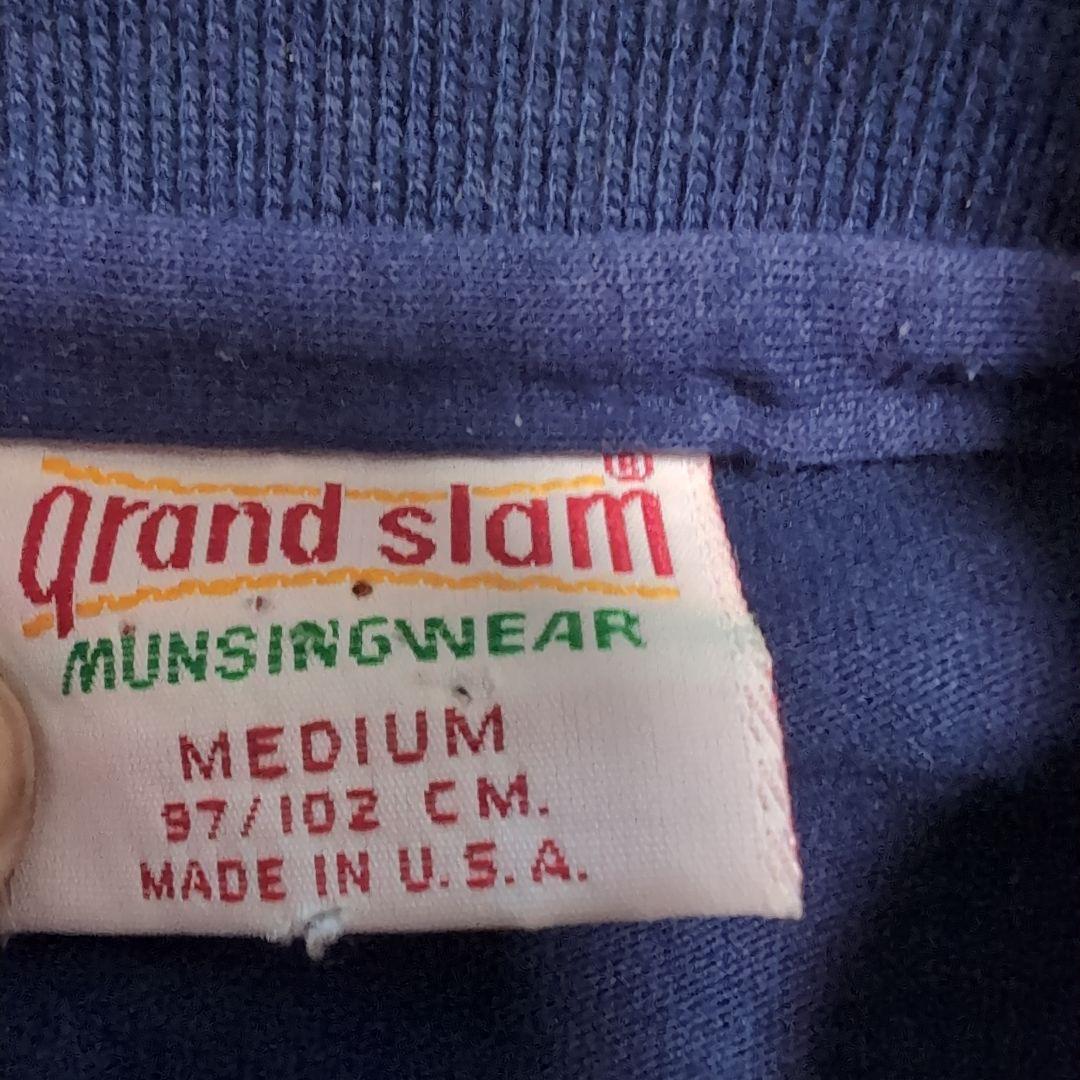 grand slam ®
MUNSINGWEAR
MEDIUM
97/102 CM.
MADE IN U.S.A.